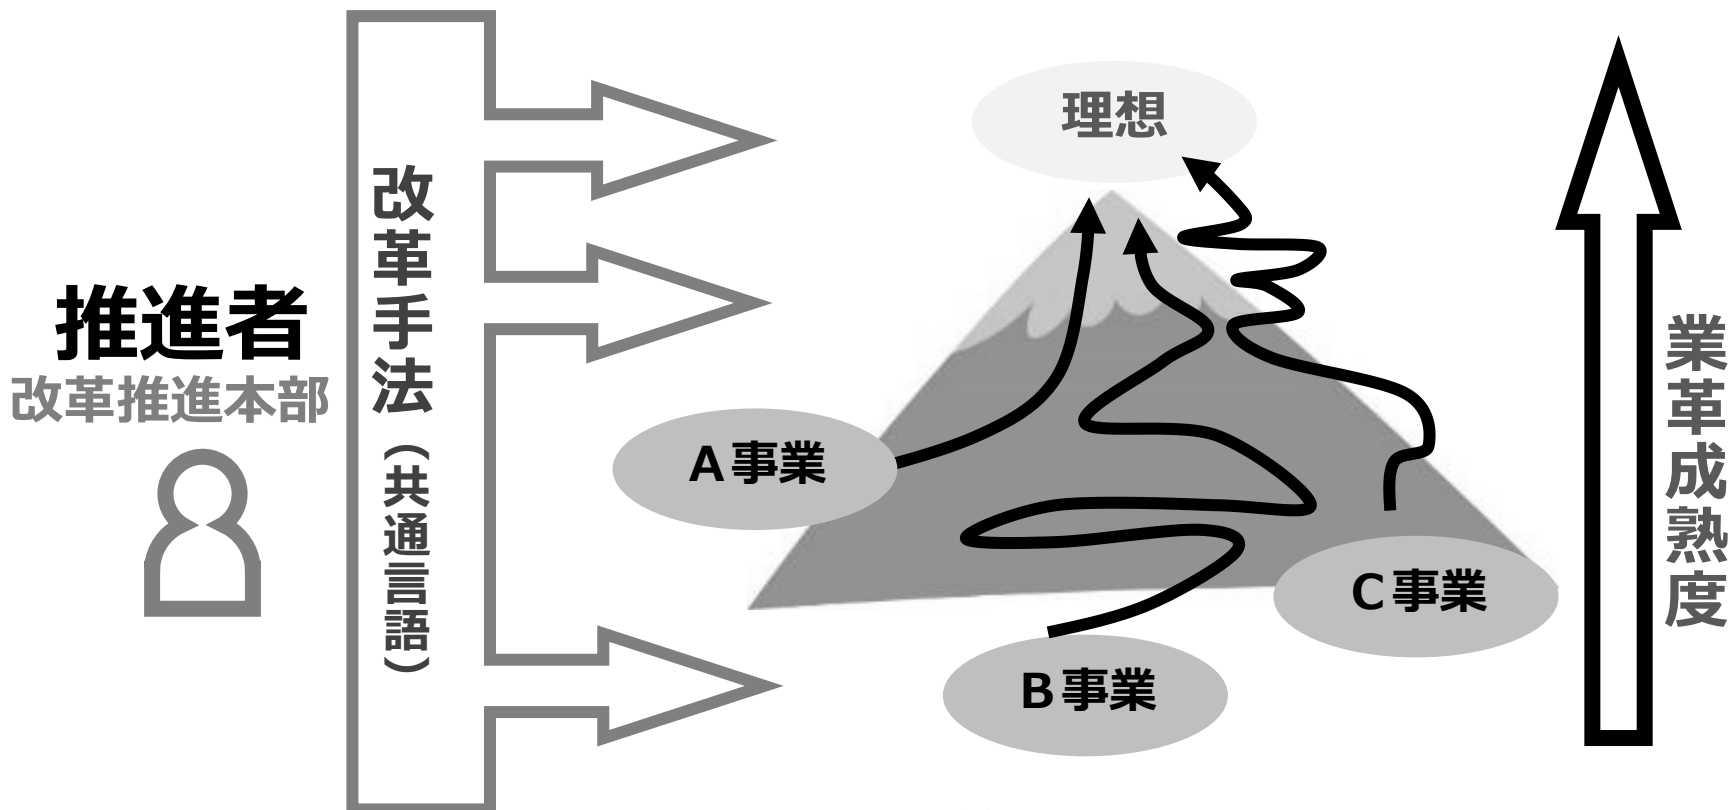 推進者
改革推進本部
改革手法(共通言語)
理想
A事業
B事業
C事業
業革成熟度